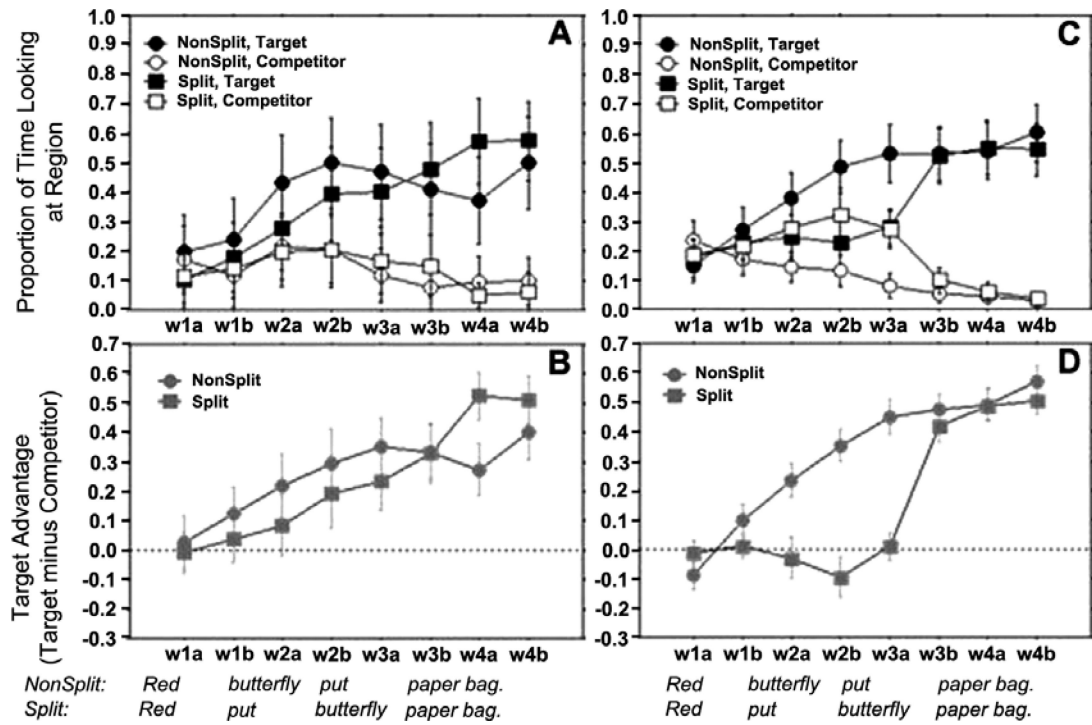 Proportion of Time Looking
at Region
1.0
0.9
0.8
0.7
0.6
0.5
0.4
0.3
0.2
0.1
0.0
A
NonSplit, Target
NonSplit, Competitor
Split, Target
Split, Competitor
w1a w1b w2a w2b w3a w3b w4a w4b
1.0
0.9
0.8
0.7
0.6
0.5
0.4
0.3
0.2
0.1
0.0
C
NonSplit, Target
NonSplit, Competitor
Split, Target
Split, Competitor
w1a w1b w2a w2b w3a w3b w4a w4b
Target Advantage
(Target minus Competitor)
0.7
0.6
0.5
0.4
0.3
0.2
0.1
0.0
-0.1
-0.2
-0.3
B
NonSplit
Split
w1a w1b w2a w2b w3a w3b w4a w4b
0.7
0.6
0.5
0.4
0.3
0.2
0.1
0.0
-0.1
-0.2
-0.3
D
NonSplit
Split
w1a w1b w2a w2b w3a w3b w4a w4b
NonSplit: Red butterfly put paper bag. Red butterfly put paper bag.
Split: Red put butterfly paper bag. Red put butterfly paper bag.